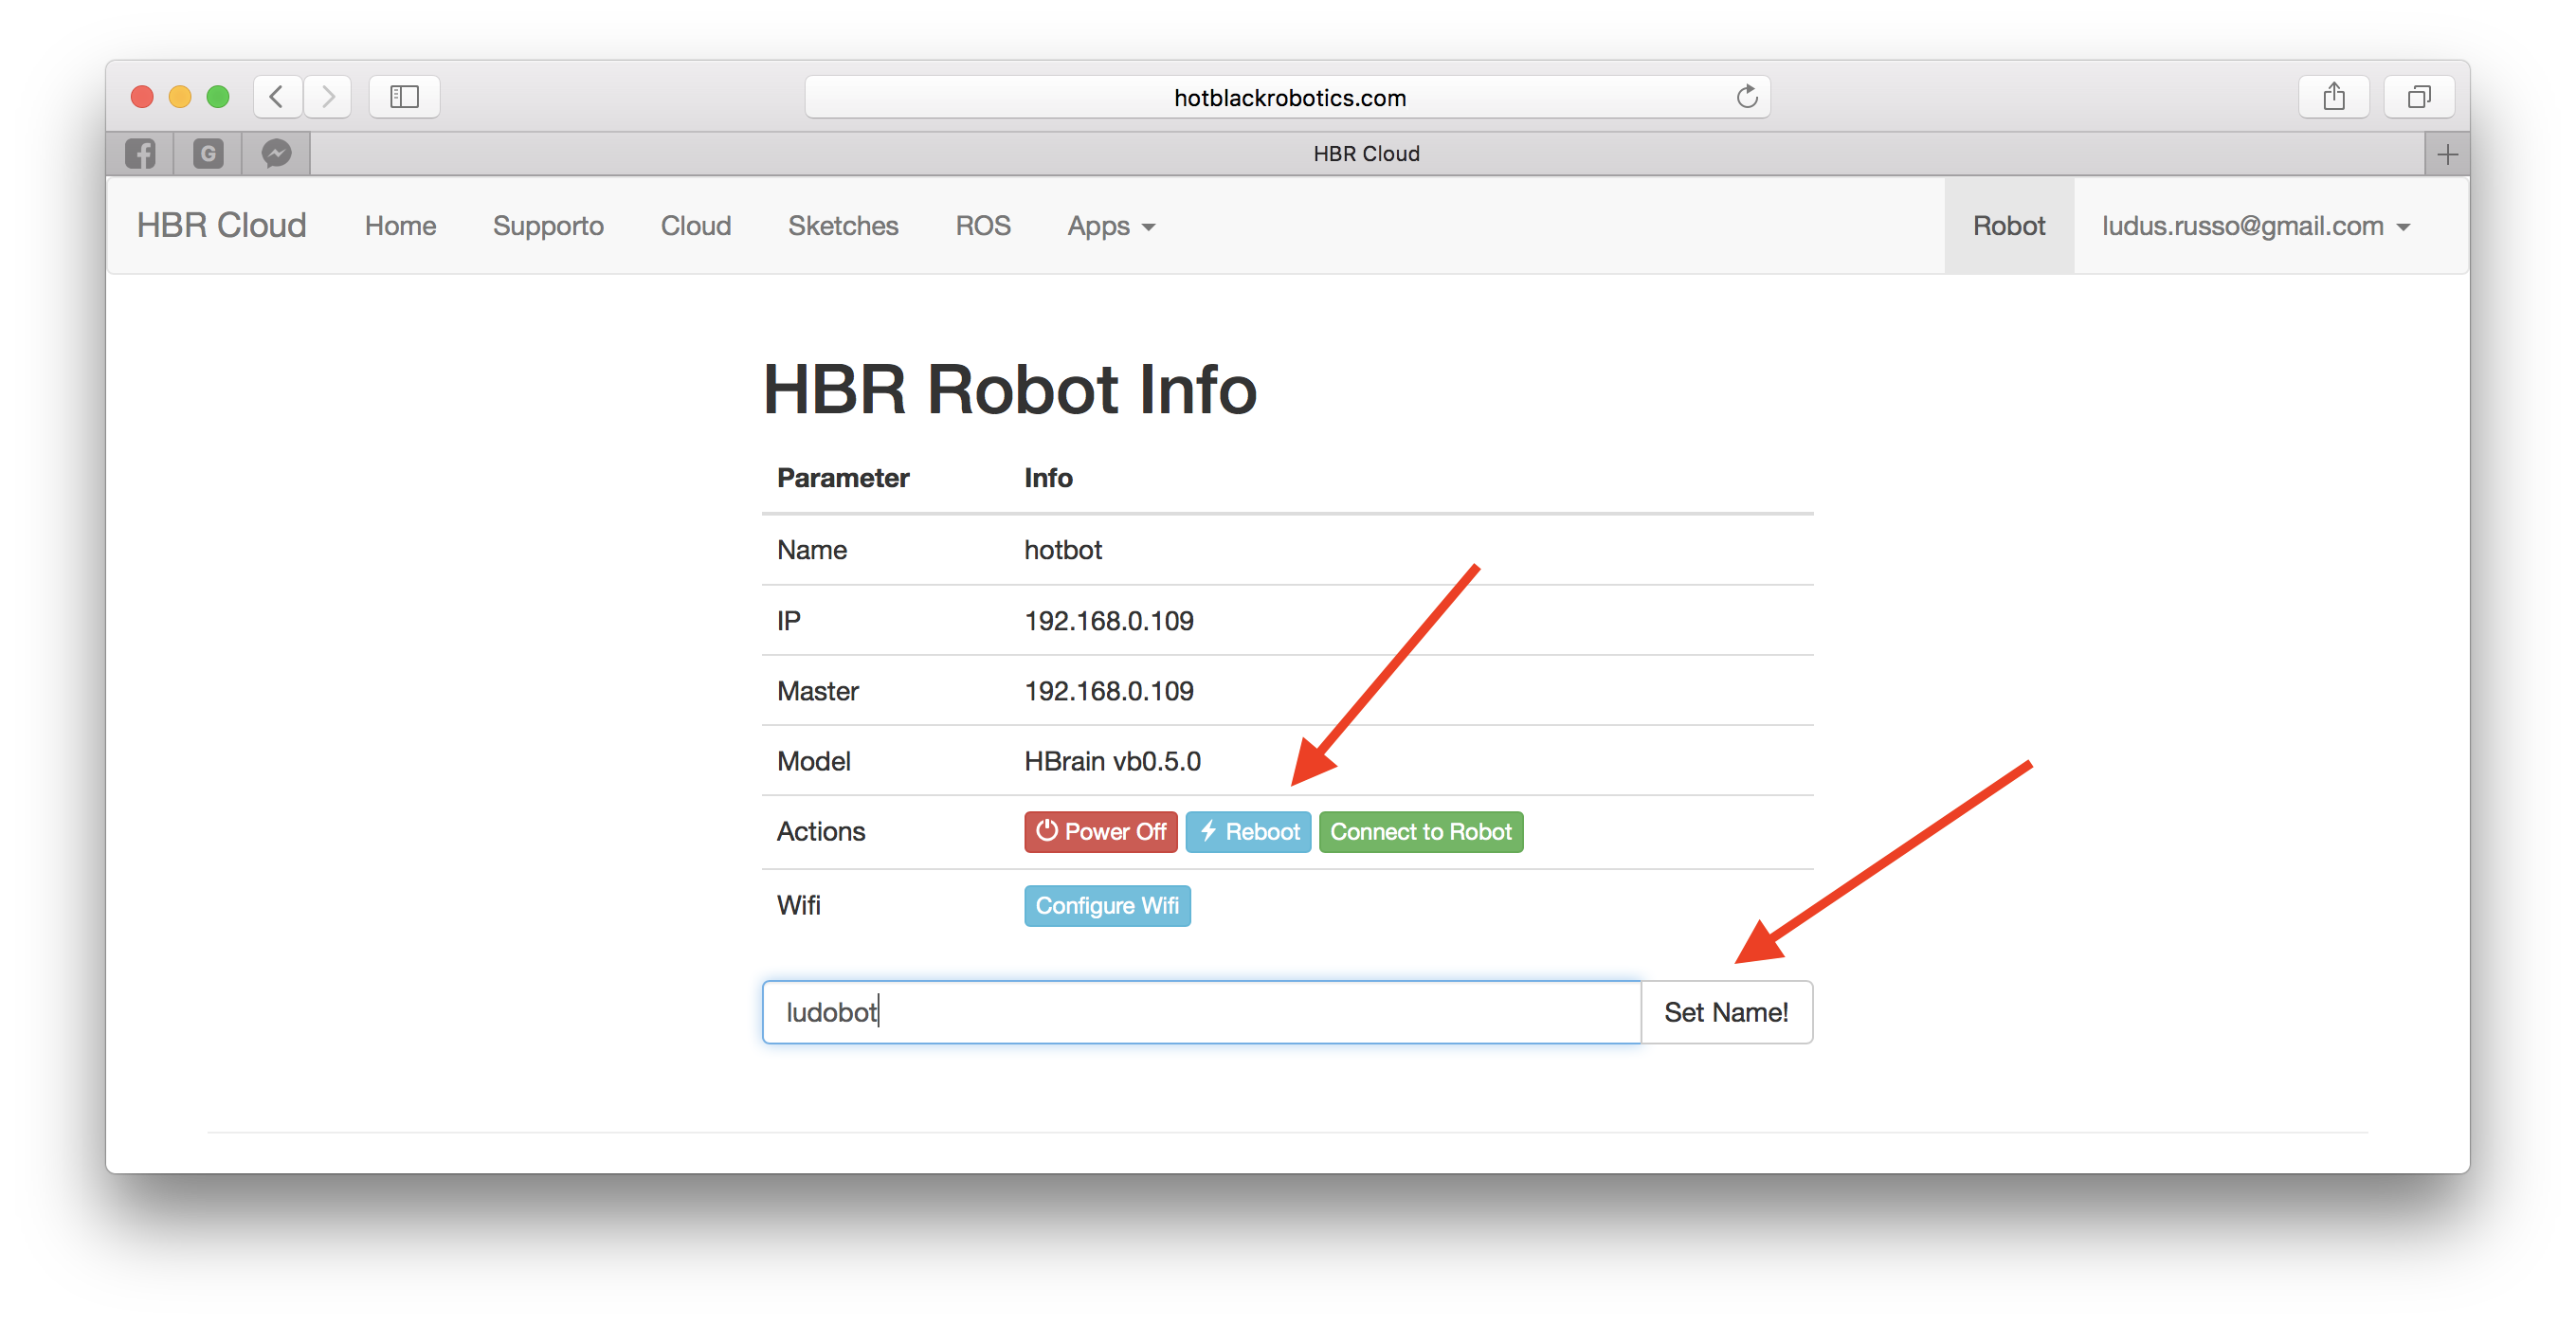 hotblackrobotics.com
G
HBR Cloud
HBR Cloud Home Supporto Cloud Sketches ROS Apps Robot ludus.russo@gmail.com
HBR Robot Info
Parameter Info
Name hotbot
IP 192.168.0.109
Master 192.168.0.109
Model HBrain vb0.5.0
Actions Power Off Reboot Connect to Robot
Wifi Configure Wifi
ludobot Set Name!